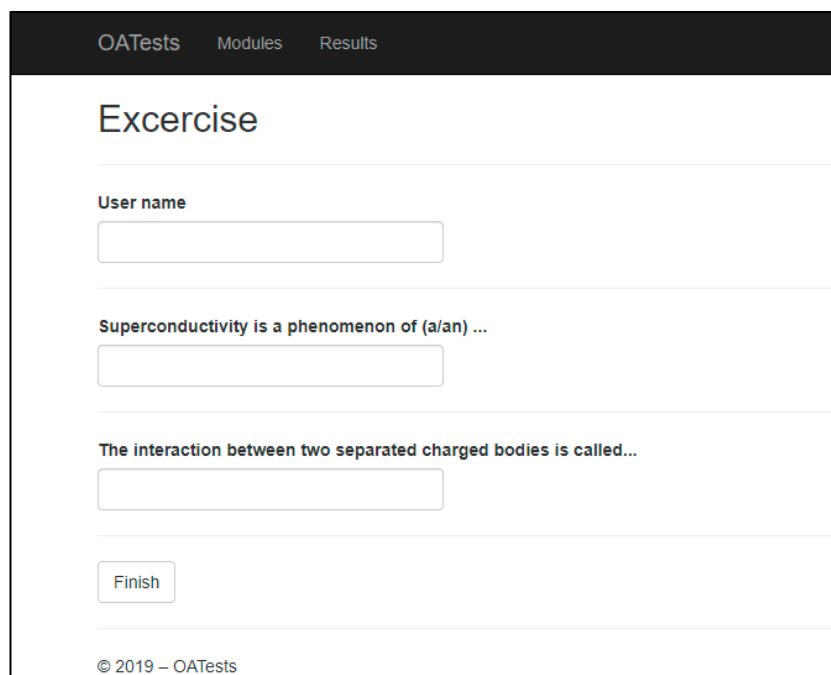 OATests Modules Results
Excercise
User name
Superconductivity is a phenomenon of (a/an) ...
The interaction between two separated charged bodies is called...
Finish
© 2019 – OATests